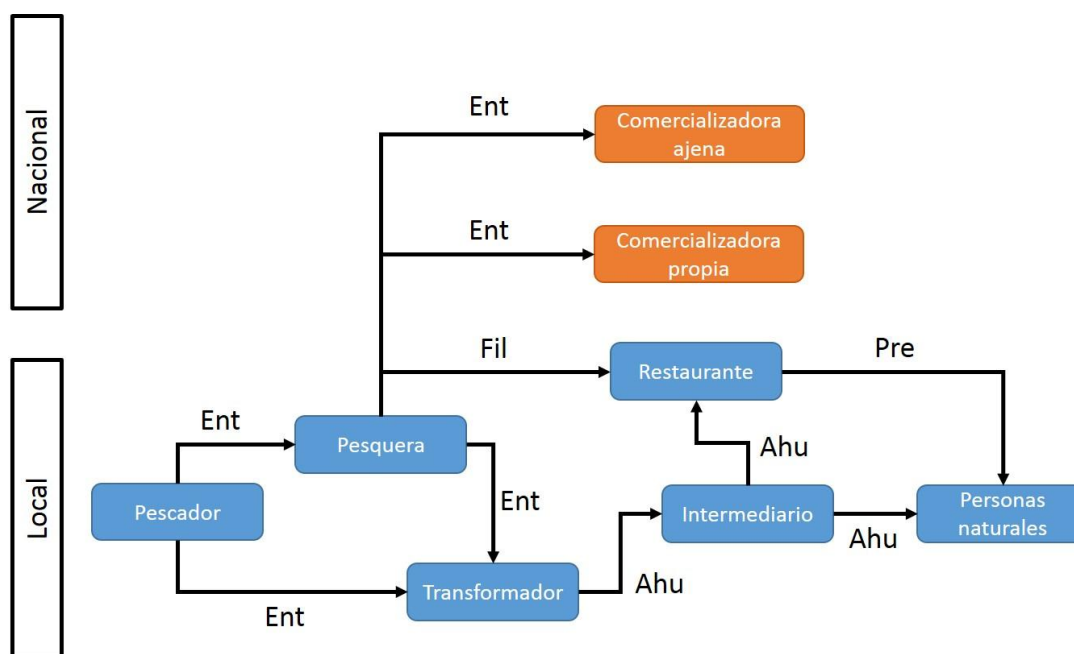 Nacional
Ent
Comercializadora
ajena
Ent
Comercializadora
propia
Local
Fil
Restaurante
Pre
Ent
Pesquera
Ahu
Pescador
Ent
Intermediario
Personas
naturales
Ahu
Transformador
Ahu
Ent